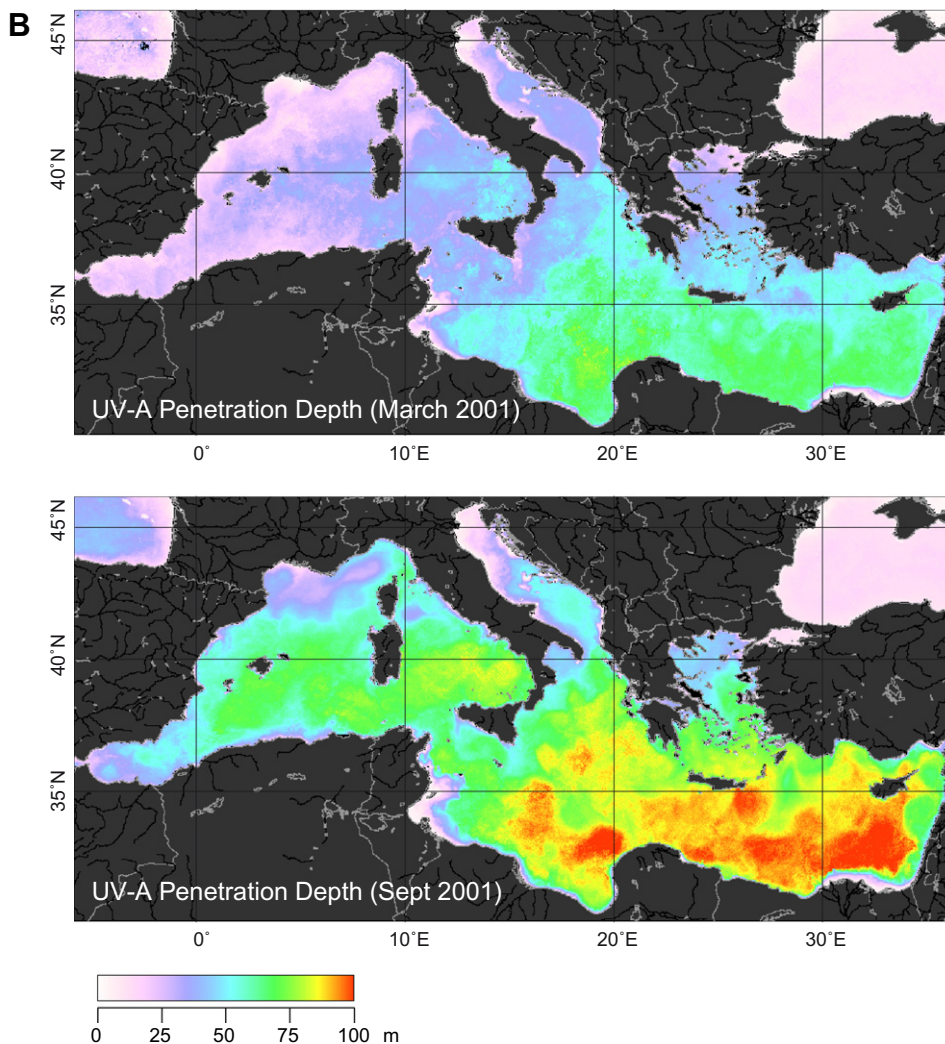 B
45°N
40°N
35°N
UV-A Penetration Depth (March 2001)
0°
10°E
20°E
30°E
45°N
40°N
35°N
UV-A Penetration Depth (Sept 2001)
0°
10°E
20°E
30°E
0 25 50 75 100 m